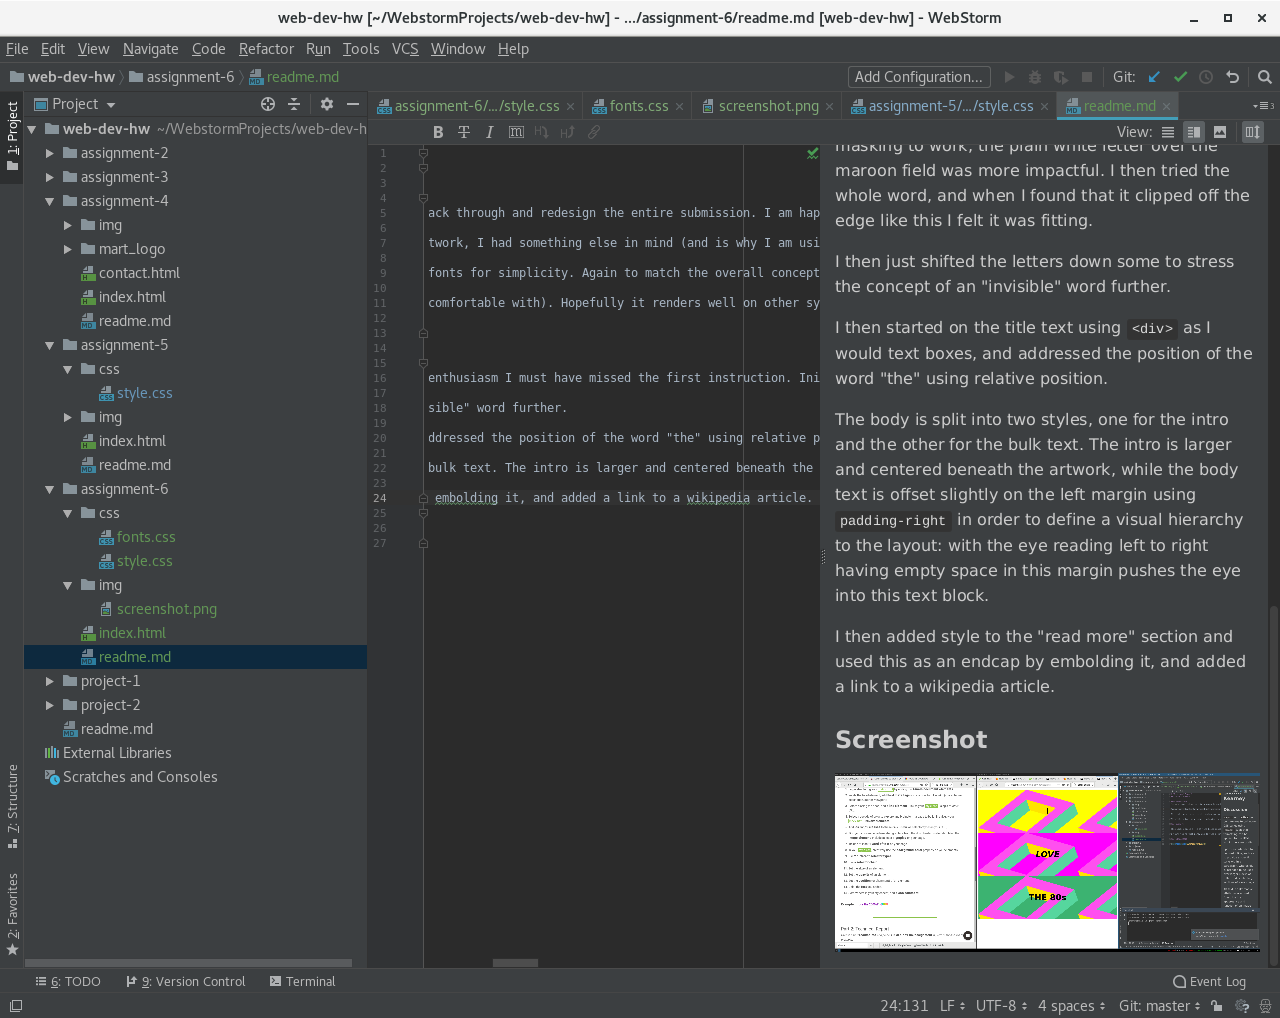 web-dev-hw [~/WebstormProjects/web-dev-hw] - .../assignment-6/readme.md [web-dev-hw] - WebStorm
File Edit View Navigate Code Refactor Run Tools VCS Window Help
web-dev-hw assignment-6 readme.md Add Configuration... Git:
Project
assignment-6/.../style.css fonts.css screenshot.png assignment-5/.../style.css readme.md
View:
1: Project
7: Structure
2: Favorites
web-dev-hw ~/WebstormProjects/web-dev-h
assignment-2
assignment-3
assignment-4
img
mart_logo
contact.html
index.html
readme.md
assignment-5
css
style.css
img
index.html
readme.md
assignment-6
css
fonts.css
style.css
img
screenshot.png
index.html
readme.md
project-1
project-2
readme.md
External Libraries
Scratches and Consoles
1
2
3
4
5 ack through and redesign the entire submission. I am hap
6
7 twork, I had something else in mind (and is why I am usi
8
9 fonts for simplicity. Again to match the overall concept
10
11 comfortable with). Hopefully it renders well on other sy
12
13
14
15
16 enthusiasm I must have missed the first instruction. Ini
17
18 sible" word further.
19
20 ddressed the position of the word "the" using relative p
21
22 bulk text. The intro is larger and centered beneath the
23
24 embolding it, and added a link to a wikipedia article.
25
26
27
masking to work, the plain white letter over the
maroon field was more impactful. I then tried the
whole word, and when I found that it clipped off the
edge like this I felt it was fitting.
I then just shifted the letters down some to stress
the concept of an "invisible" word further.
I then started on the title text using <div> as I
would text boxes, and addressed the position of the
word "the" using relative position.
The body is split into two styles, one for the intro
and the other for the bulk text. The intro is larger
and centered beneath the artwork, while the body
text is offset slightly on the left margin using
padding-right in order to define a visual hierarchy
to the layout: with the eye reading left to right
having empty space in this margin pushes the eye
into this text block.
I then added style to the "read more" section and
used this as an endcap by embolding it, and added
a link to a wikipedia article.
Screenshot
I
LOVE
THE 80s
6: TODO 9: Version Control Terminal Event Log
24:131 LF UTF-8 4 spaces Git: master